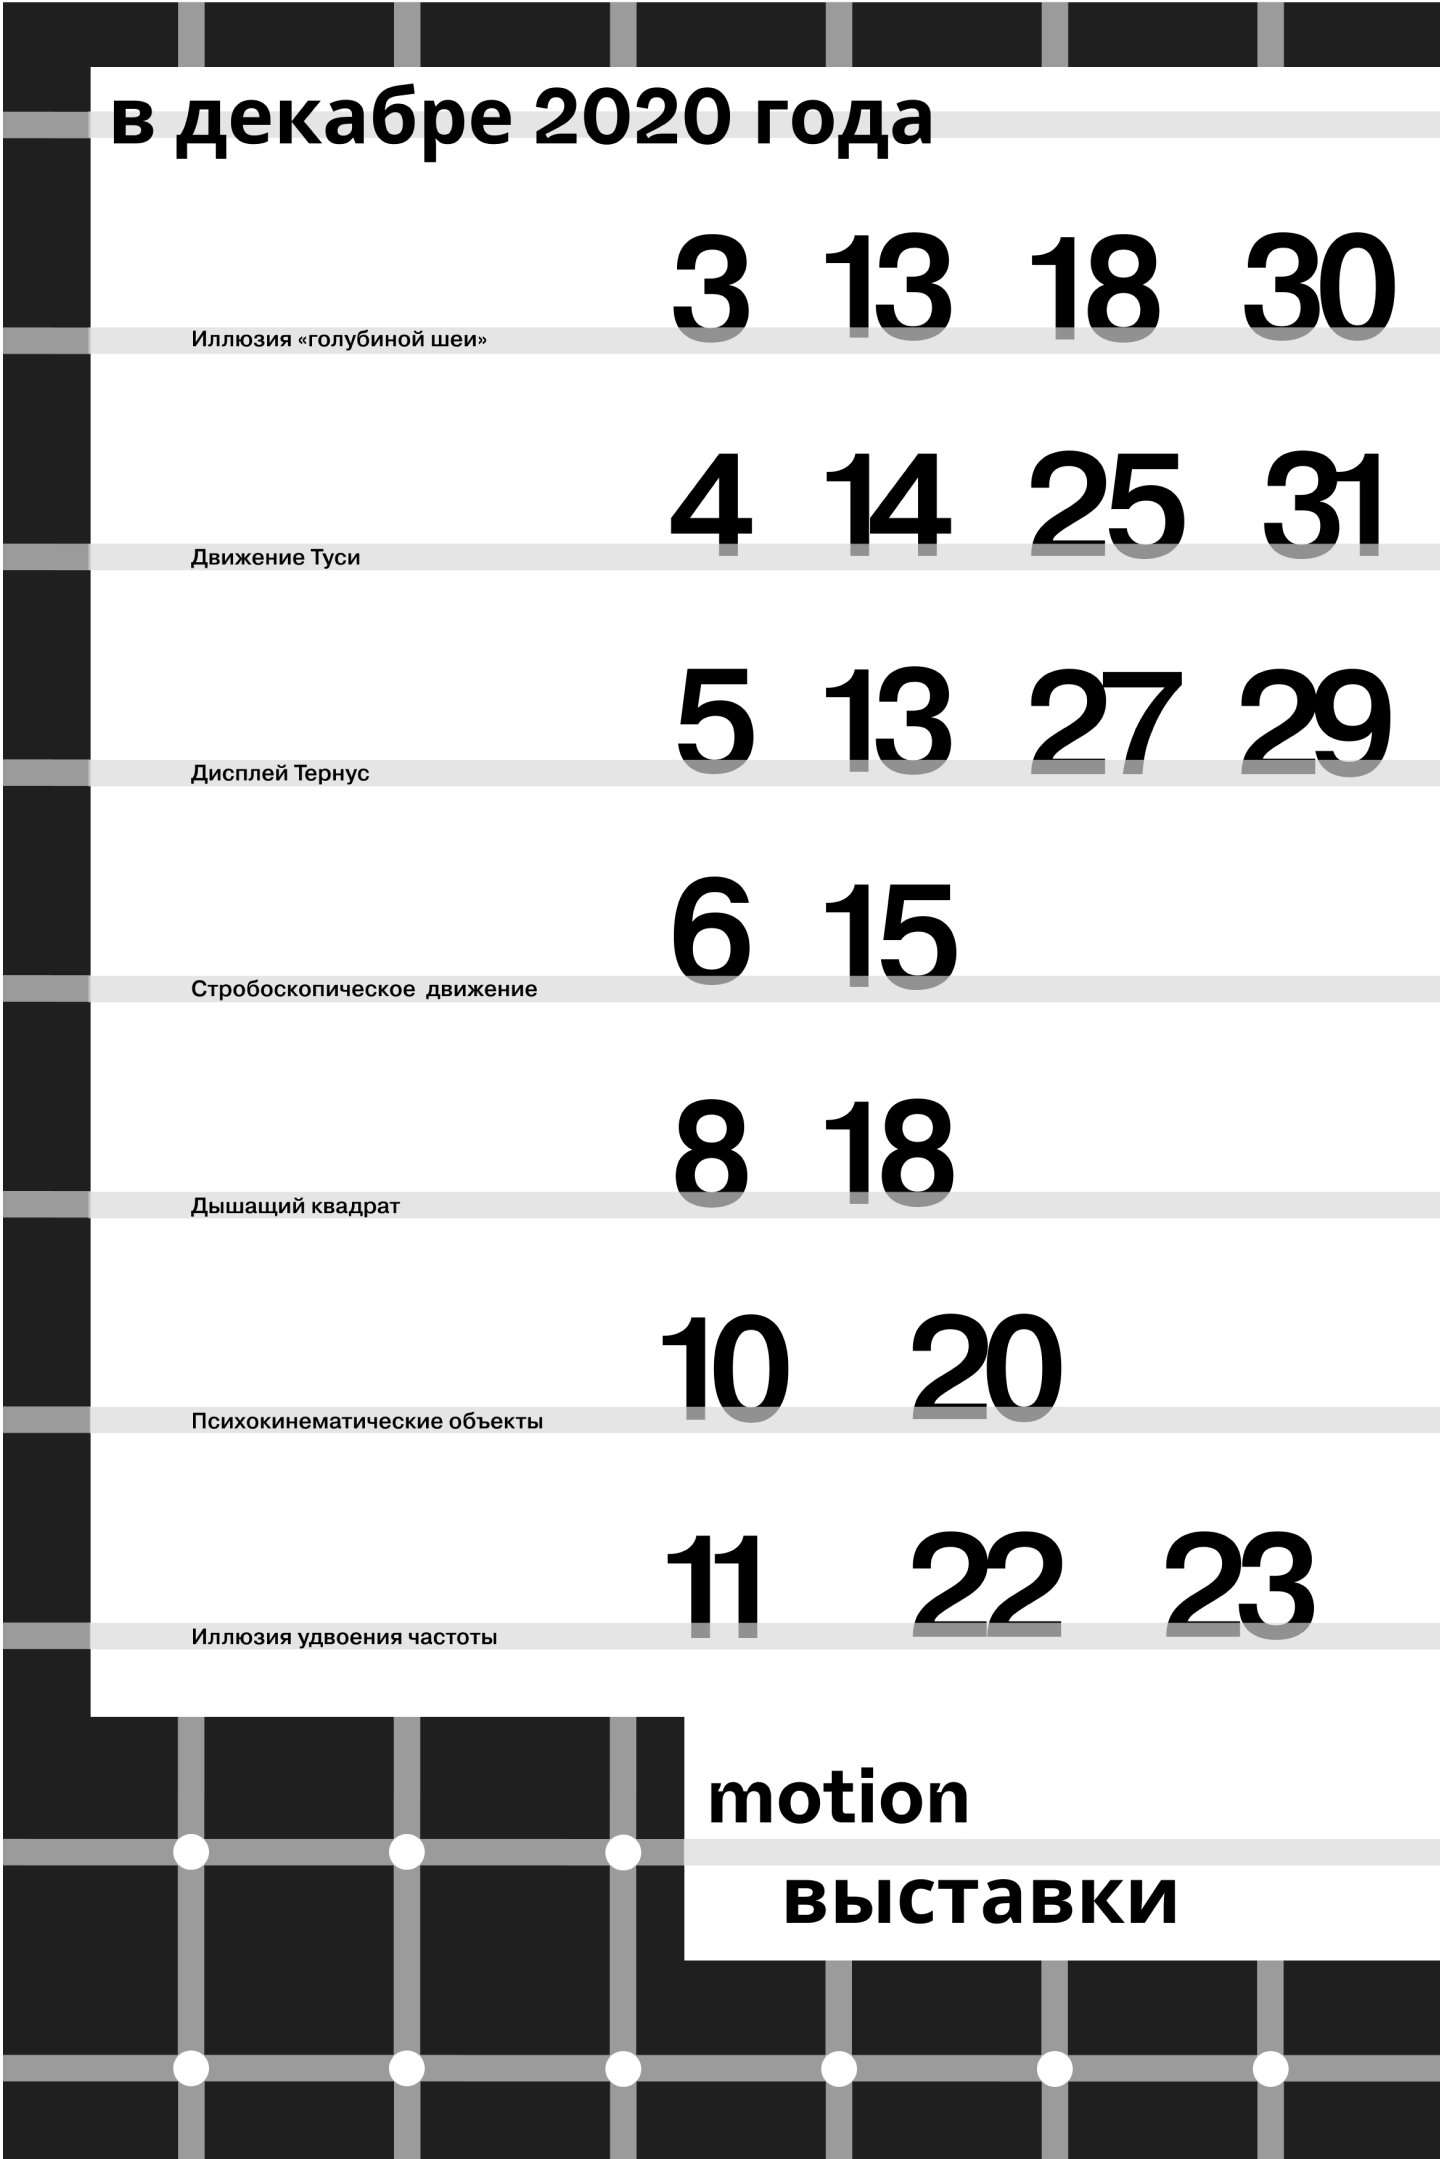 в декабре 2020 года
3 13 18 30
Иллюзия «голубиной шеи»
4 14 25 31
Движение Туси
5 13 27 29
Дисплей Тернус
6 15
Стробоскопическое движение
8 18
Дышащий квадрат
10 20
Психокинематические объекты
11 22 23
Иллюзия удвоения частоты
motion
выставки